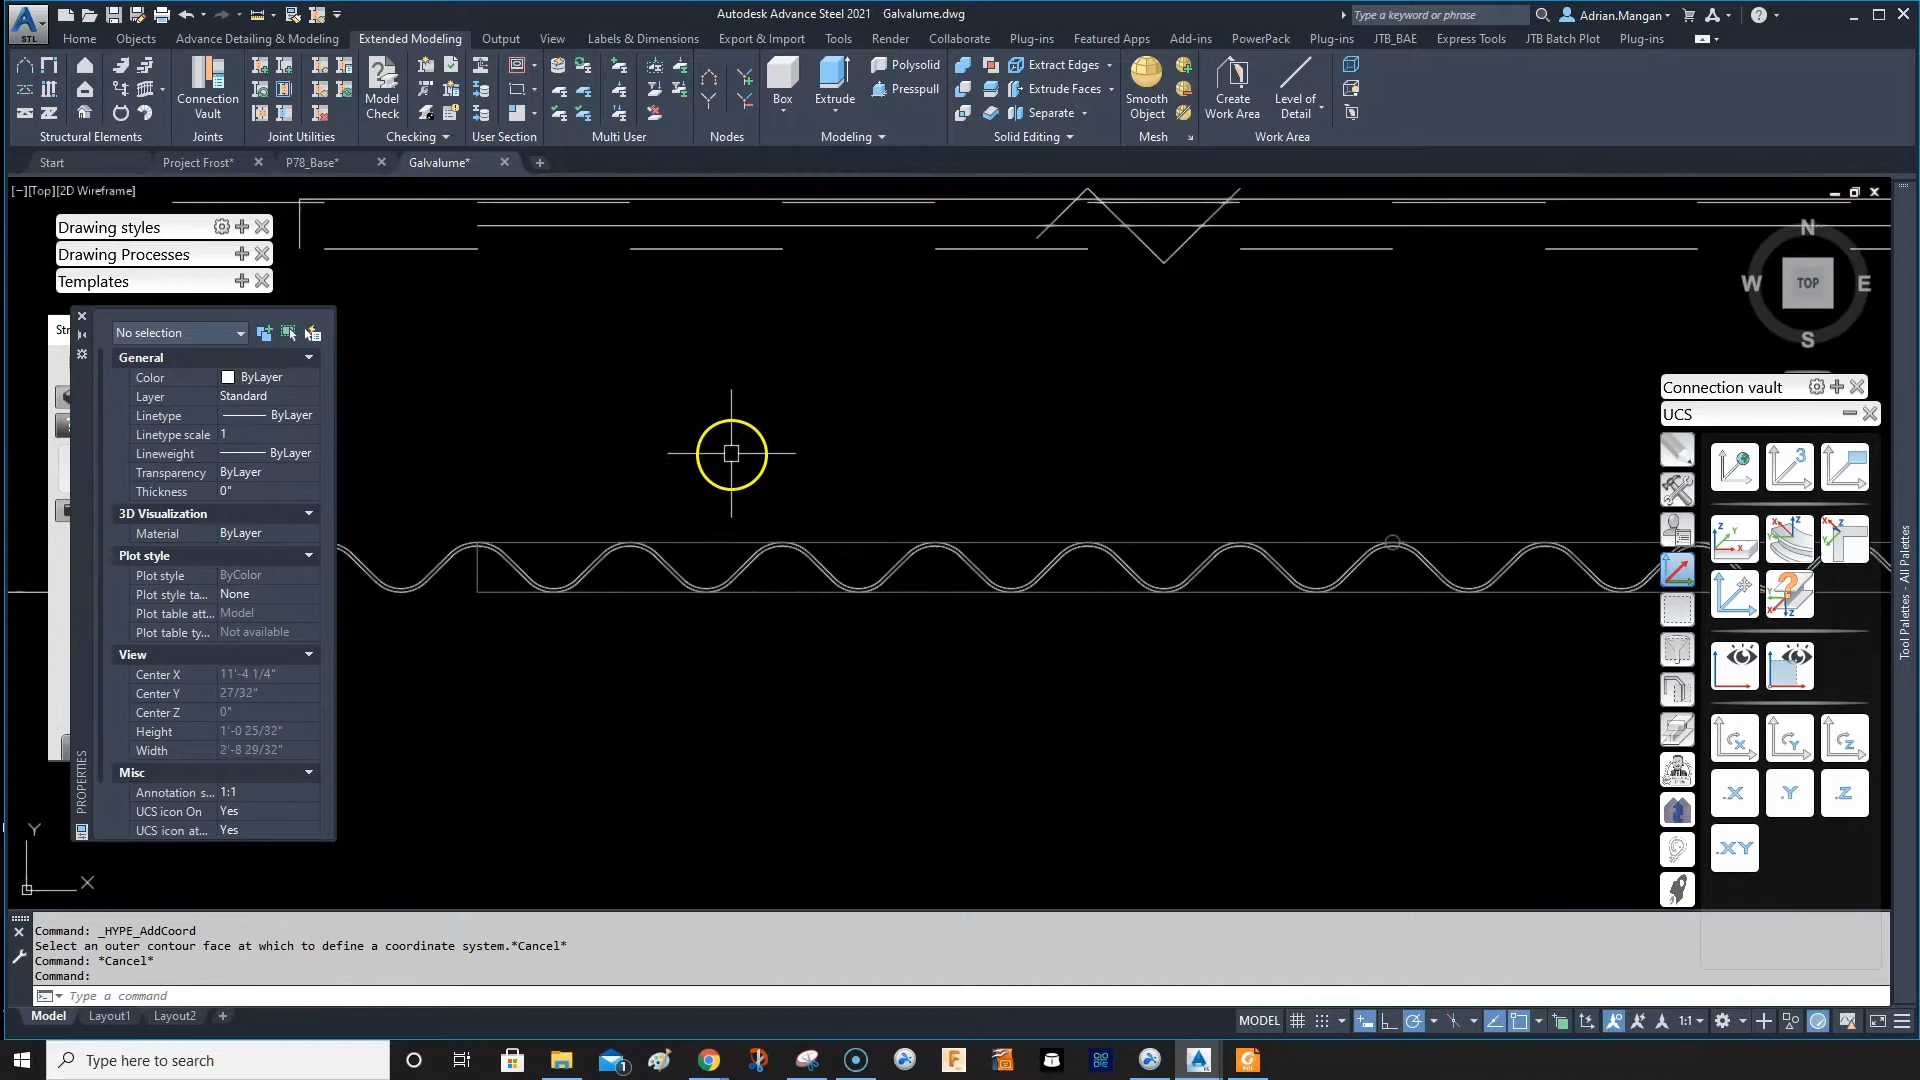 Autodesk Advance Steel 2021 Galvalume.dwg
Type a keyword or phrase
Adrian.Mangan
STL
Home Objects Advance Detailing & Modeling Extended Modeling Output View Labels & Dimensions Export & Import Tools Render Collaborate Plug-ins Featured Apps Add-ins PowerPack Plug-ins JTB_BAE Express Tools JTB Batch Plot Plug-ins
Connection Vault
Model Check
Box
Extrude
Polysolid
Presspull
Extract Edges
Extrude Faces
Separate
Smooth Object
Create Work Area
Level of Detail
Structural Elements Joints Joint Utilities Checking User Section Multi User Nodes Modeling Solid Editing Mesh Work Area
Start Project Frost* P78_Base* Galvalume*
[−][Top][2D Wireframe]
Drawing styles
Drawing Processes
Templates
N
W TOP E
S
No selection
General
Color ByLayer
Layer Standard
Linetype ByLayer
Linetype scale 1
Lineweight ByLayer
Transparency ByLayer
Thickness 0"
3D Visualization
Material ByLayer
Plot style
Plot style ByColor
Plot style ta... None
Plot table att... Model
Plot table ty... Not available
View
Center X 11'-4 1/4"
Center Y 27/32"
Center Z 0"
Height 1'-0 25/32"
Width 2'-8 29/32"
Misc
Annotation s... 1:1
UCS icon On Yes
UCS icon at... Yes
PROPERTIES
Connection vault
UCS
3
.X .Y .Z
.XY
Tool Palettes - All Palettes
Y
X
Command: _HYPE_AddCoord
Select an outer contour face at which to define a coordinate system.*Cancel*
Command: *Cancel*
Command:
Type a command
Model Layout1 Layout2
MODEL 1:1
Type here to search